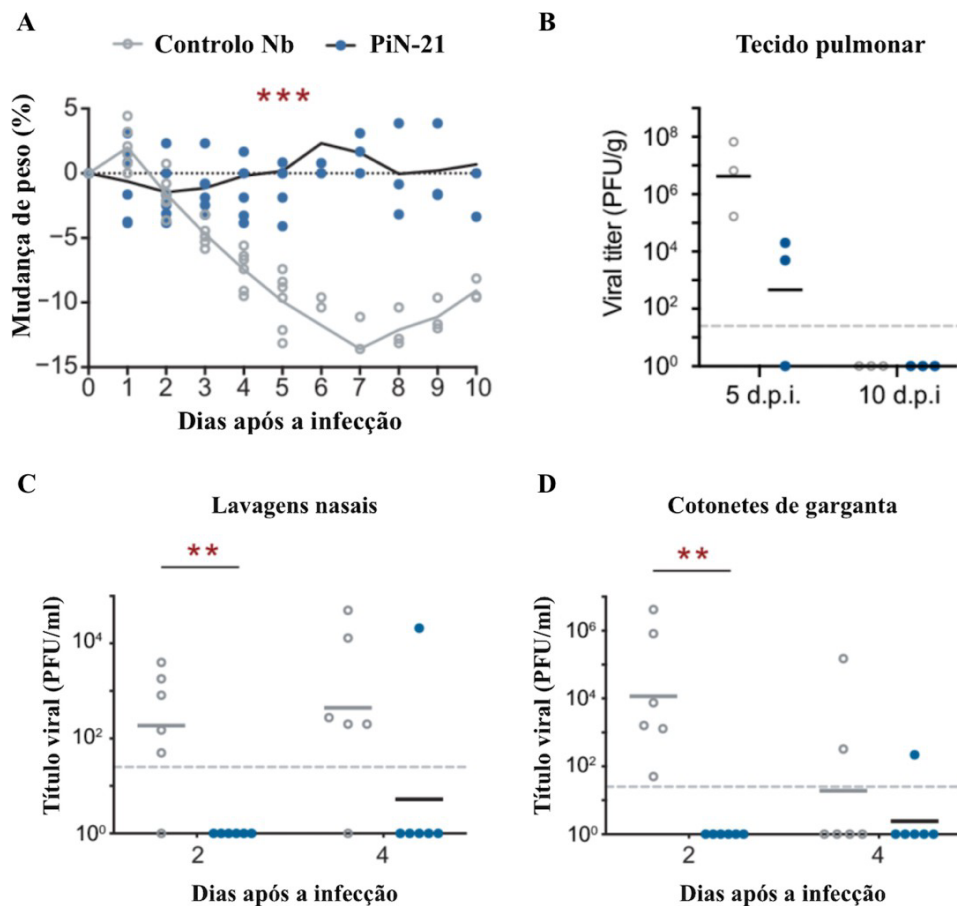 A
Controlo Nb
PiN-21
***
Mudança de peso (%)
5
0
−5
−10
−15
0 1 2 3 4 5 6 7 8 9 10
Dias após a infecção
B
Tecido pulmonar
Viral titer (PFU/g)
10⁸
10⁶
10⁴
10²
10⁰
5 d.p.i. 10 d.p.i
C
Lavagens nasais
**
Título viral (PFU/ml)
10⁴
10²
10⁰
2 4
Dias após a infecção
D
Cotonetes de garganta
**
Título viral (PFU/ml)
10⁶
10⁴
10²
10⁰
2 4
Dias após a infecção